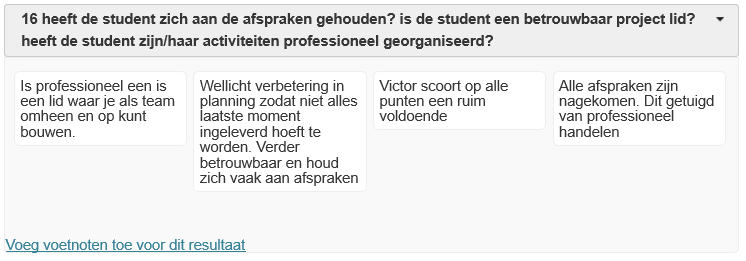 16 heeft de student zich aan de afspraken gehouden? is de student een betrouwbaar project lid?
heeft de student zijn/haar activiteiten professioneel georganiseerd?
Is professioneel een is
een lid waar je als team
omheen en op kunt
bouwen.
Wellicht verbetering in
planning zodat niet alles
laatste moment
ingeleverd hoeft te
worden. Verder
betrouwbaar en houd
zich vaak aan afspraken
Victor scoort op alle
punten een ruim
voldoende
Alle afspraken zijn
nagekomen. Dit getuigd
van professioneel
handelen
Voeg voetnoten toe voor dit resultaat